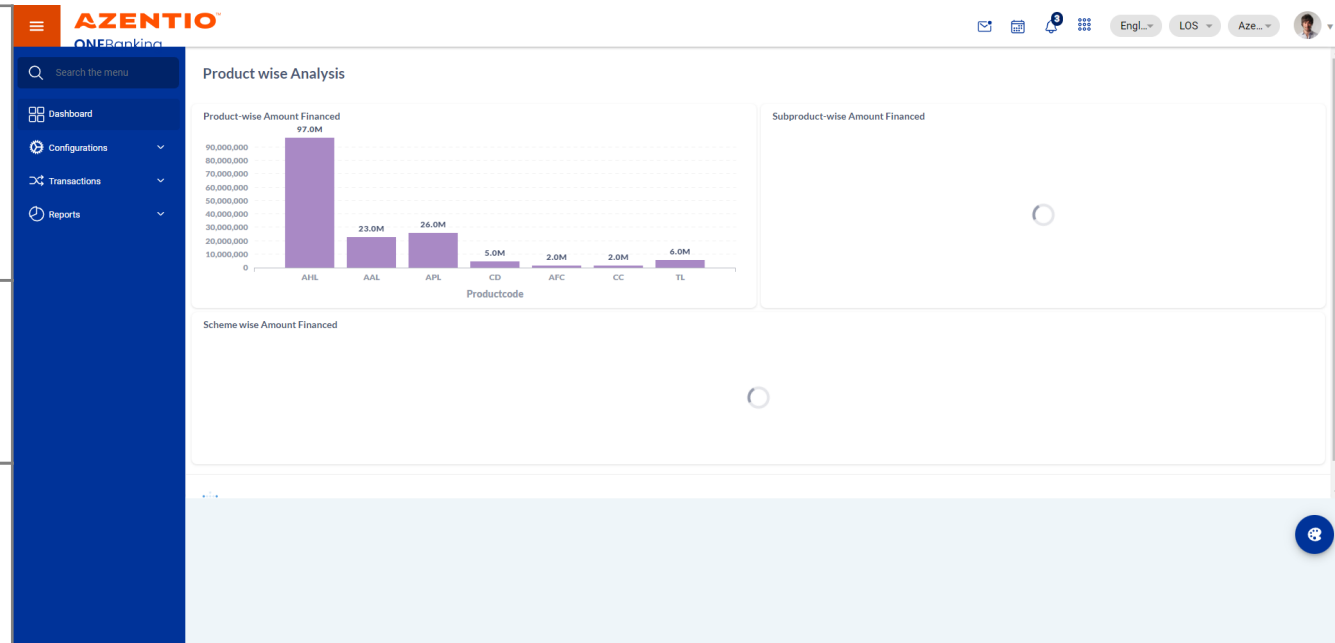 AZENTIO™
ONEBanking
3
Engl...
LOS
Aze...
Search the menu
Dashboard
Configurations
Transactions
Reports
Product wise Analysis
Product-wise Amount Financed
97.0M
90,000,000
80,000,000
70,000,000
60,000,000
50,000,000
40,000,000
30,000,000
20,000,000
10,000,000
0
23.0M
26.0M
5.0M
2.0M
2.0M
6.0M
AHL
AAL
APL
CD
AFC
CC
TL
Productcode
Subproduct-wise Amount Financed
Scheme wise Amount Financed